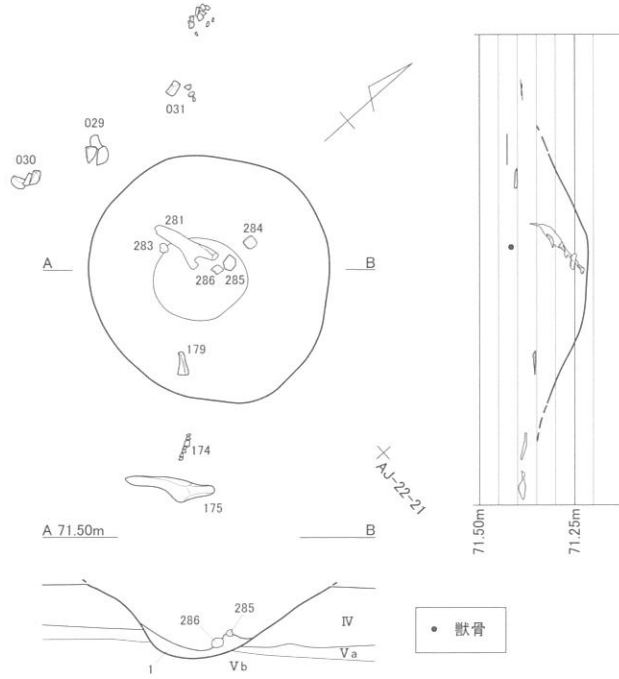 031
029
030
281
284
283
A
B
286
285
179
174
175
AJ-22-21
A 71.50m
B
71.50m
71.25m
286
285
IV
Va
1
Vb
獣骨